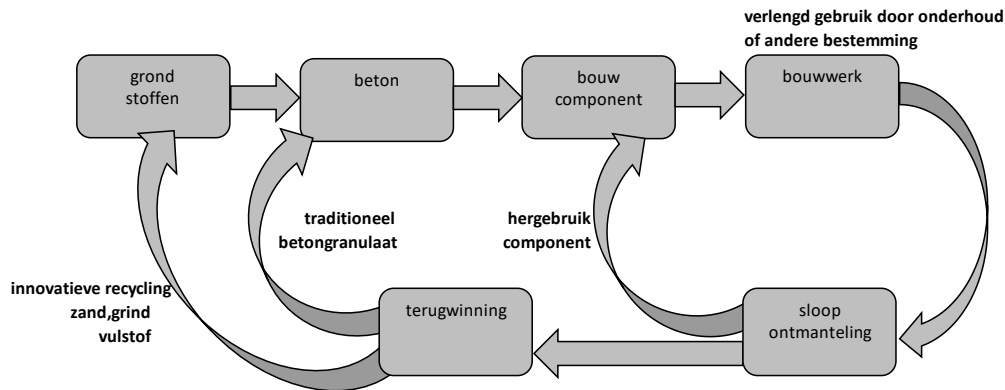 verlengd gebruik door onderhoud
of andere bestemming
grond
stoffen
beton
bouw
component
bouwwerk
traditioneel
betongranulaat
hergebruik
component
innovatieve recycling
zand,grind
vulstof
terugwinning
sloop
ontmanteling